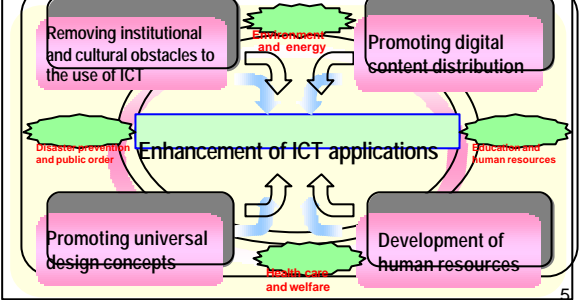 Removing institutional
and cultural obstacles to
the use of ICT
Environment
and energy
Promoting digital
content distribution
Disaster prevention
and public order
Enhancement of ICT applications
Education and
human resources
Promoting universal
design concepts
Health care
and welfare
Development of
human resources
5